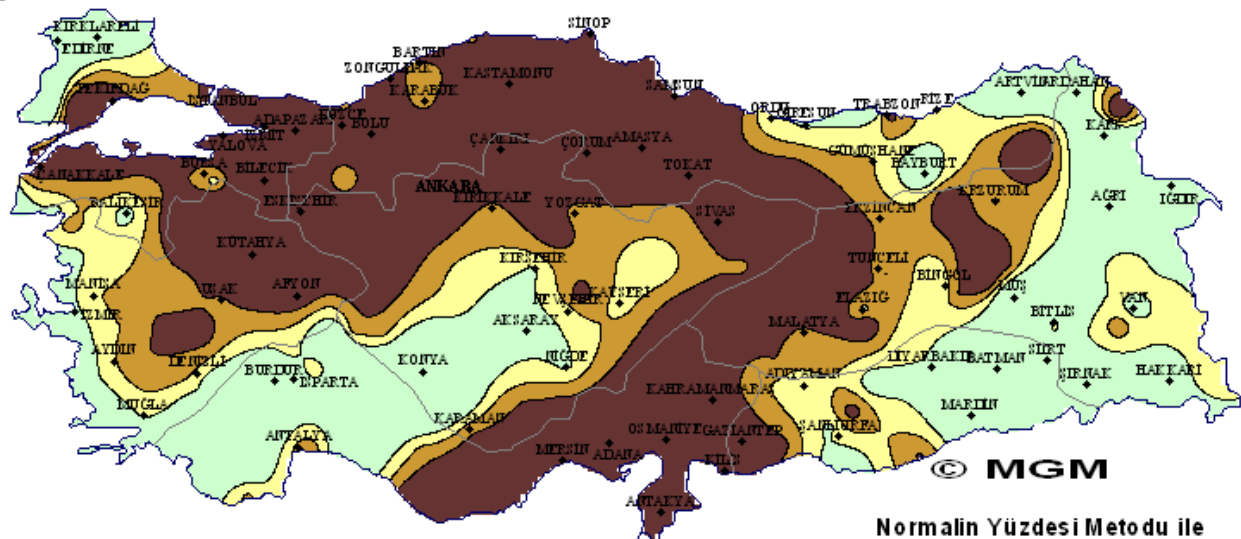 SİNOP
KIRKLARELİ
EDİRNE
BARTIN
ZONGULDAK
KASTAMONU
KARABÜK
SAMSUN
ARTVİN
ARDAHAN
TEKİRDAĞ
İSTANBUL
RİZE
TRABZON
ORDU
GİRESUN
ADAPAZARI
DÜZCE
İZMİT
BOLU
KARS
YALOVA
ÇANKIRI
ÇORUM
AMASYA
GÜMÜŞHANE
BAYBURT
ÇANAKKALE
BURSA
BİLECİK
TOKAT
ANKARA
ERZURUM
AĞRI
IĞDIR
BALIKESİR
ESKİŞEHİR
KIRIKKALE
YOZGAT
SİVAS
ERZİNCAN
KÜTAHYA
KIRŞEHİR
TUNCELİ
BİNGÖL
MANİSA
UŞAK
AFYON
NEVŞEHİR
KAYSERİ
ELAZIĞ
MUŞ
VAN
İZMİR
AKSARAY
MALATYA
BİTLİS
AYDIN
DENİZLİ
BURDUR
ISPARTA
KONYA
NİĞDE
DİYARBAKIR
BATMAN
SİİRT
ŞIRNAK
HAKKARİ
KAHRAMANMARAŞ
ADIYAMAN
MUĞLA
KARAMAN
MARDİN
ANTALYA
OSMANİYE
GAZİANTEP
ŞANLIURFA
MERSİN
ADANA
KİLİS
© MGM
ANTAKYA
Normalin Yüzdesi Metodu ile